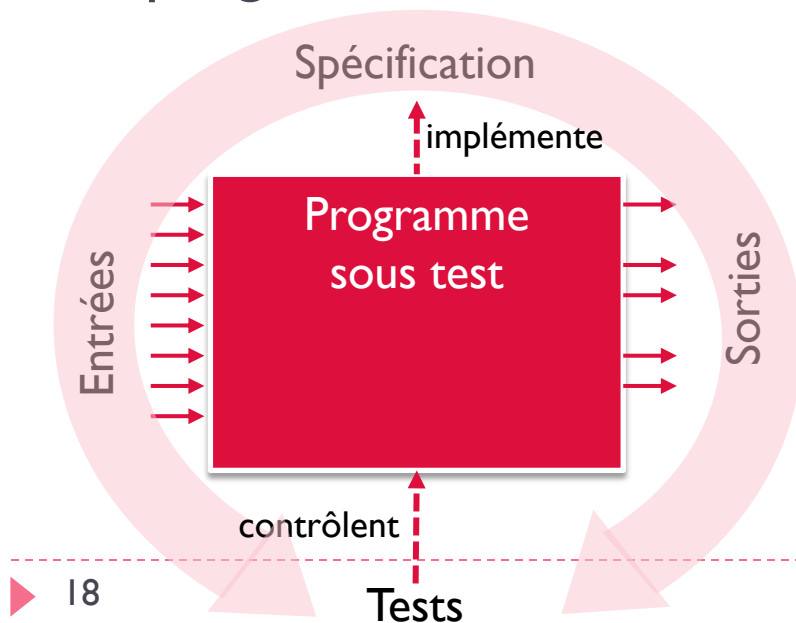 Spécification
implémente
Programme
sous test
Entrées
Sorties
contrôlent
18
Tests